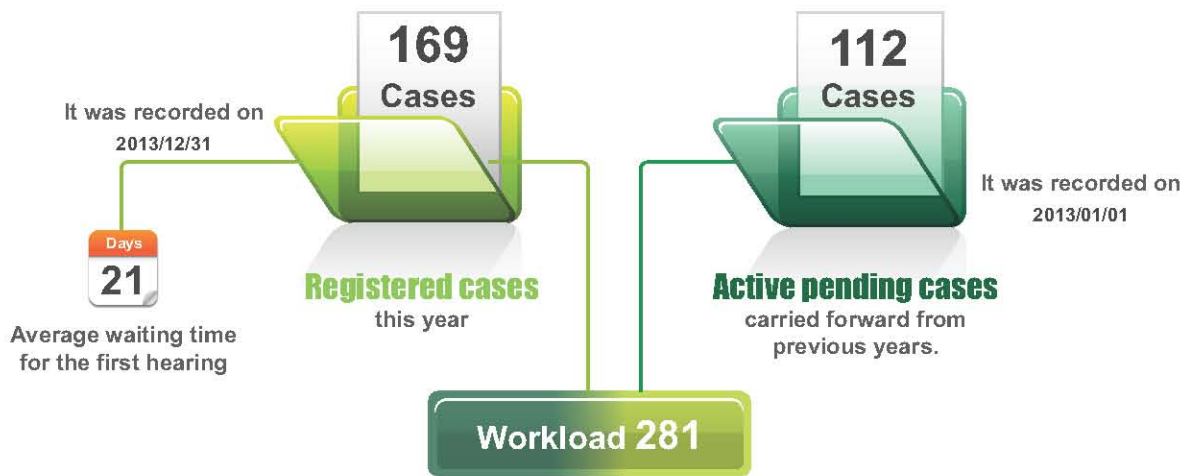 169
Cases
It was recorded on
2013/12/31
Days
21
Average waiting time
for the first hearing
Registered cases
this year
112
Cases
It was recorded on
2013/01/01
Active pending cases
carried forward from
previous years.
Workload 281